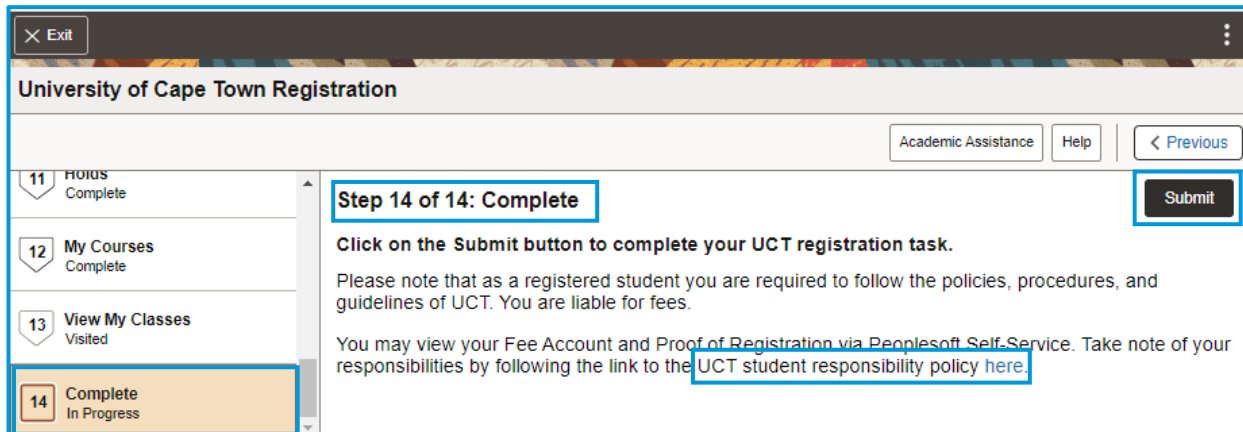 Exit
University of Cape Town Registration
Academic Assistance
Help
Previous
11
Holds
Complete
12
My Courses
Complete
13
View My Classes
Visited
14
Complete
In Progress
Step 14 of 14: Complete
Submit
Click on the Submit button to complete your UCT registration task.
Please note that as a registered student you are required to follow the policies, procedures, and
guidelines of UCT. You are liable for fees.
You may view your Fee Account and Proof of Registration via Peoplesoft Self-Service. Take note of your
responsibilities by following the link to the UCT student responsibility policy here.